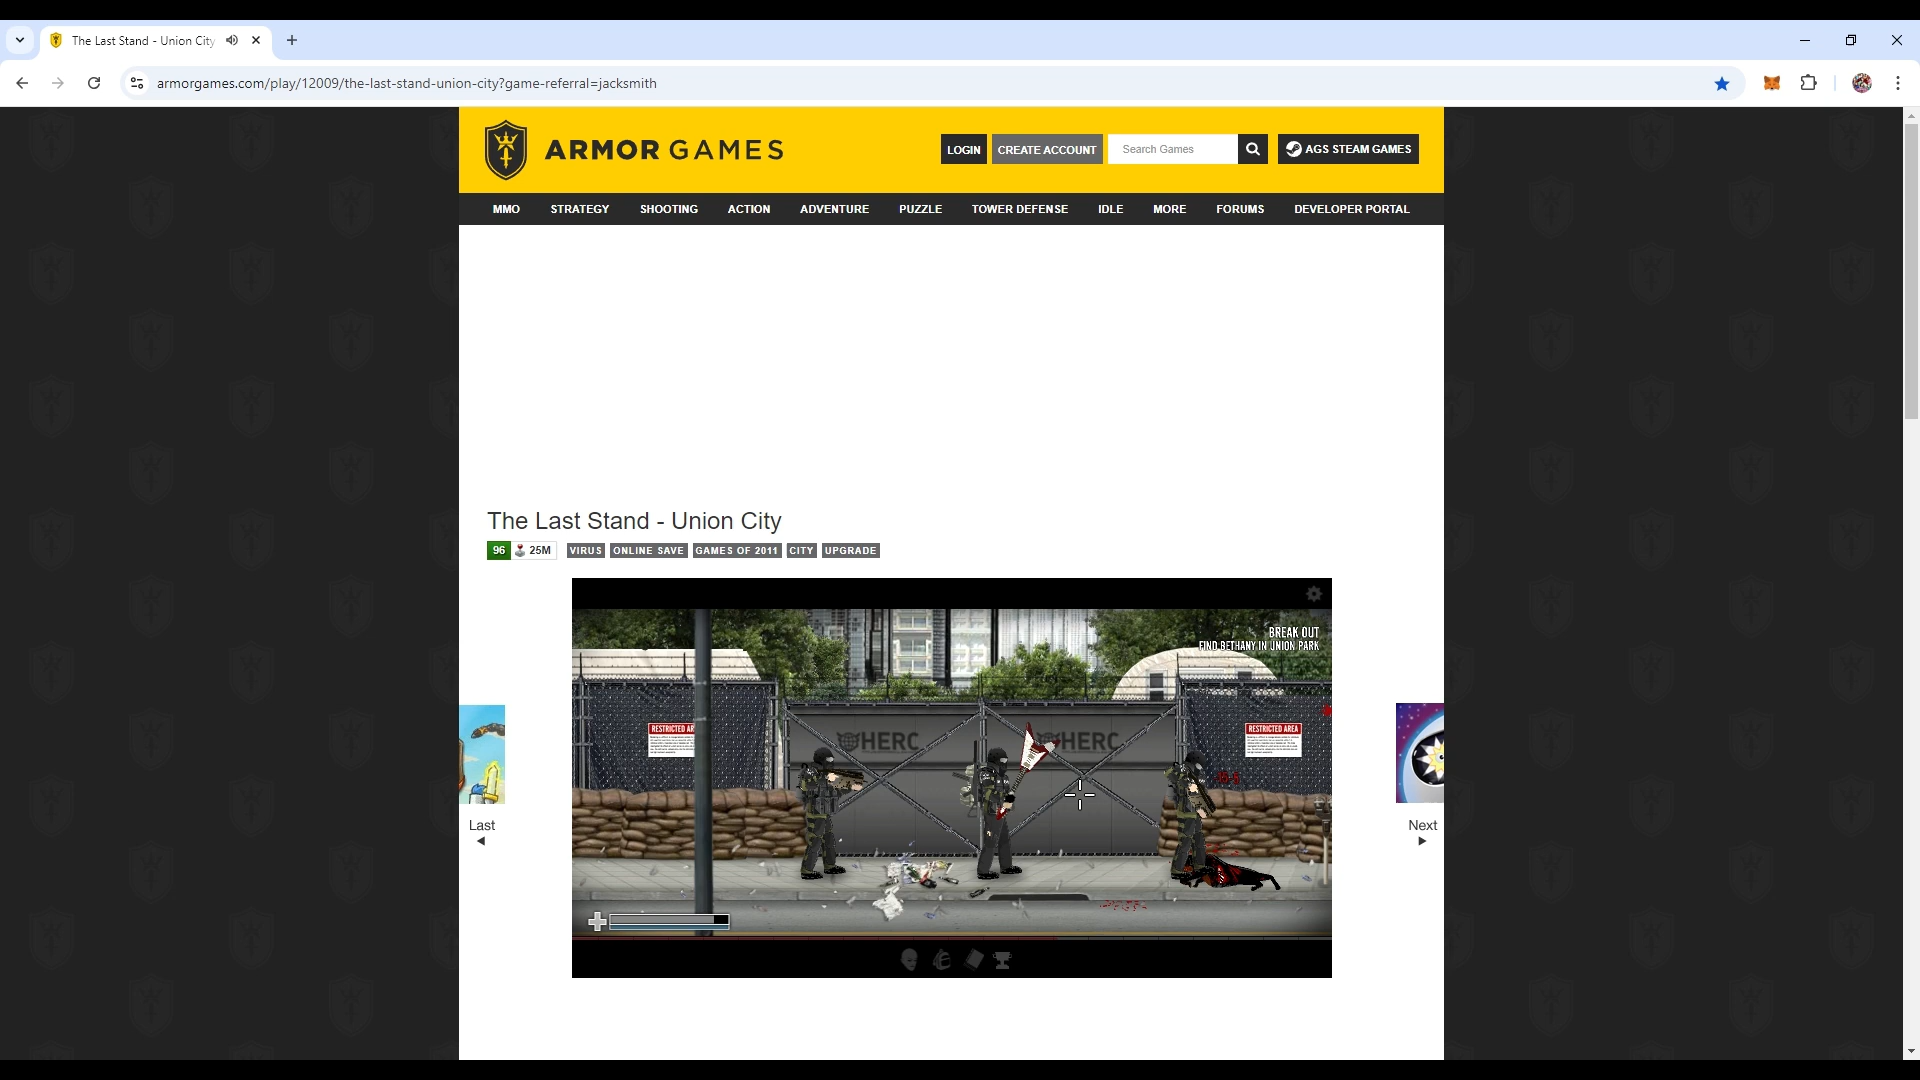 The Last Stand - Union City
armorgames.com/play/12009/the-last-stand-union-city?game-referral=jacksmith
ARMOR GAMES
LOGIN
CREATE ACCOUNT
Search Games
AGS STEAM GAMES
MMO
STRATEGY
SHOOTING
ACTION
ADVENTURE
PUZZLE
TOWER DEFENSE
IDLE
MORE
FORUMS
DEVELOPER PORTAL
The Last Stand - Union City
96
25M
VIRUS
ONLINE SAVE
GAMES OF 2011
CITY
UPGRADE
BREAK OUT
FIND BETHANY IN UNION PARK
RESTRICTED AR
HERC
HERC
RESTRICTED AREA
Last
Next